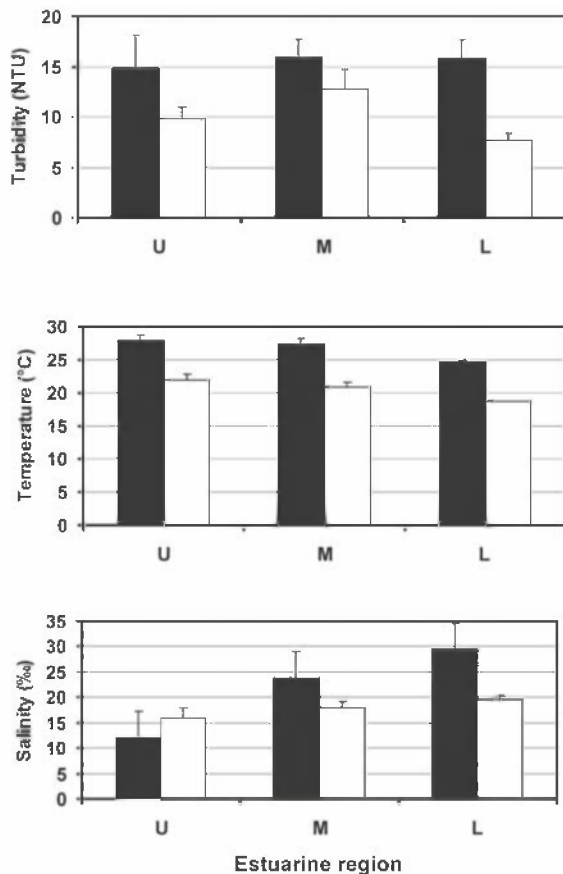 20
15
10
5
0
Turbidity (NTU)
U M L
30
25
20
15
10
5
0
Temperature (°C)
U M L
35
30
25
20
15
10
5
0
Salinity (‰)
U M L
Estuarine region